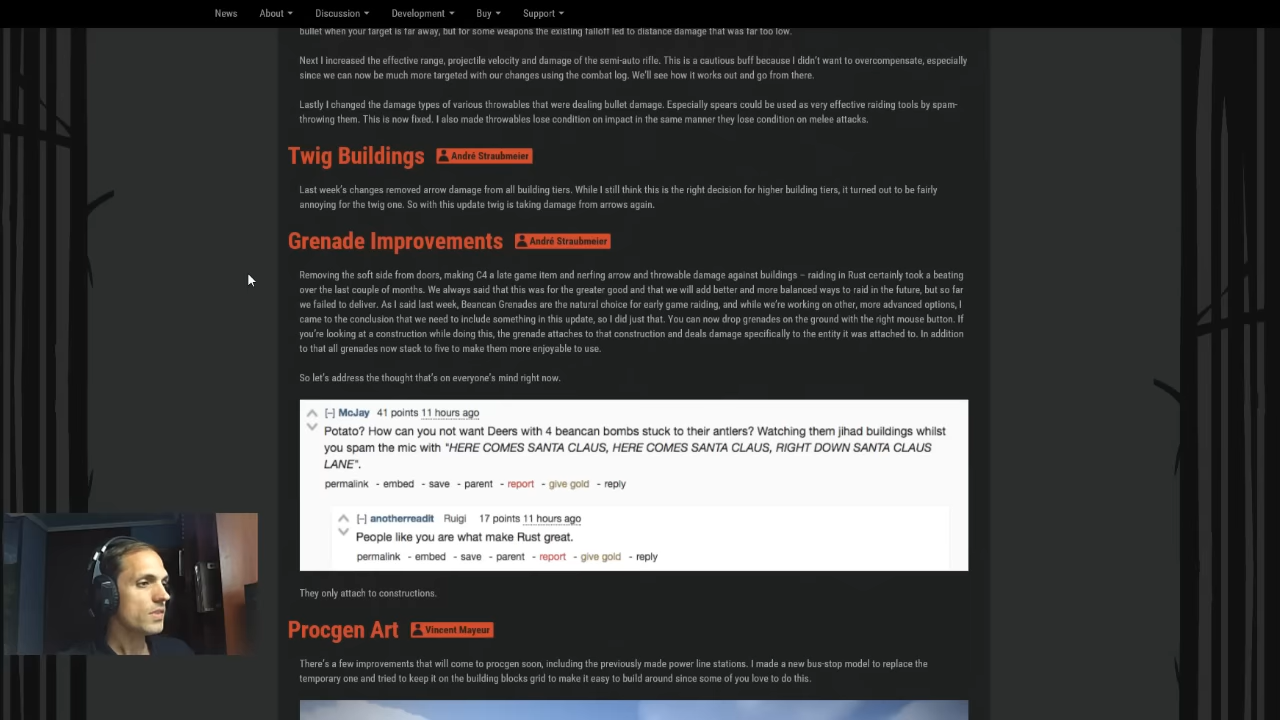 News About Discussion Development Buy Support
bullet when your target is far away, but for some weapons the existing falloff led to distance damage that was far too low.
Next I increased the effective range, projectile velocity and damage of the semi-auto rifle. This is a cautious buff because I didn't want to overcompensate, especially
since we can now be much more targeted with our changes using the combat log. We'll see how it works out and go from there.
Lastly I changed the damage types of various throwables that were dealing bullet damage. Especially spears could be used as very effective raiding tools by spam-
throwing them. This is now fixed. I also made throwables lose condition on impact in the same manner they lose condition on melee attacks.
Twig Buildings André Straubmeier
Last week's changes removed arrow damage from all building tiers. While I still think this is the right decision for higher building tiers, it turned out to be fairly
annoying for the twig one. So with this update twig is taking damage from arrows again.
Grenade Improvements André Straubmeier
Removing the soft side from doors, making C4 a late game item and nerfing arrow and throwable damage against buildings – raiding in Rust certainly took a beating
over the last couple of months. We always said that this was for the greater good and that we will add better and more balanced ways to raid in the future, but so far
we failed to deliver. As I said last week, Beancan Grenades are the natural choice for early game raiding, and while we're working on other, more advanced options, I
came to the conclusion that we need to include something in this update, so I did just that. You can now drop grenades on the ground with the right mouse button. If
you're looking at a construction while doing this, the grenade attaches to that construction and deals damage specifically to the entity it was attached to. In addition
to that all grenades now stack to five to make them more enjoyable to use.
So let's address the thought that's on everyone's mind right now.
[-] McJay 41 points 11 hours ago
Potato? How can you not want Deers with 4 beancan bombs stuck to their antlers? Watching them jihad buildings whilst
you spam the mic with "HERE COMES SANTA CLAUS, HERE COMES SANTA CLAUS, RIGHT DOWN SANTA CLAUS
LANE".
permalink - embed - save - parent - report - give gold - reply
[-] anotherreadit Ruigi 17 points 11 hours ago
People like you are what make Rust great.
permalink - embed - save - parent - report - give gold - reply
They only attach to constructions.
Procgen Art Vincent Mayeur
There's a few improvements that will come to procgen soon, including the previously made power line stations. I made a new bus-stop model to replace the
temporary one and tried to keep it on the building blocks grid to make it easy to build around since some of you love to do this.